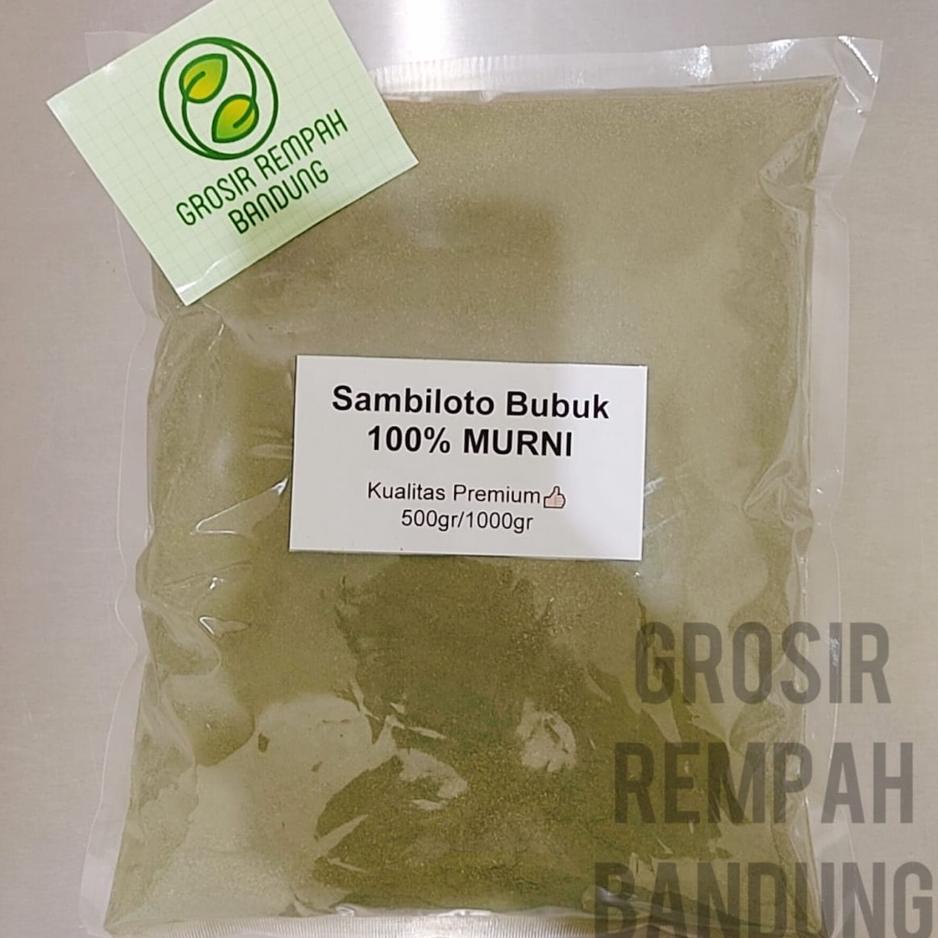 GROSIR REMPAH
BANDUNG
Sambiloto Bubuk
100% MURNI
Kualitas Premium👍
500gr/1000gr
GROSIR
REMPAH
BANDUNG